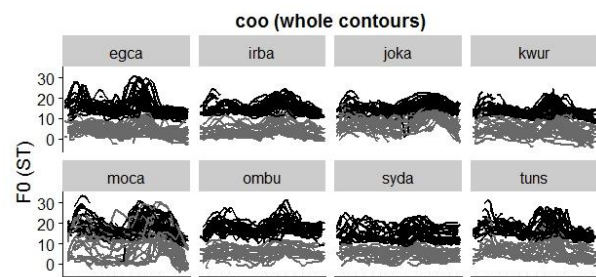 coo (whole contours)
egca irba joka kwur
30
20
10
0
moca ombu syda tuns
30
20
10
0
F0 (ST)